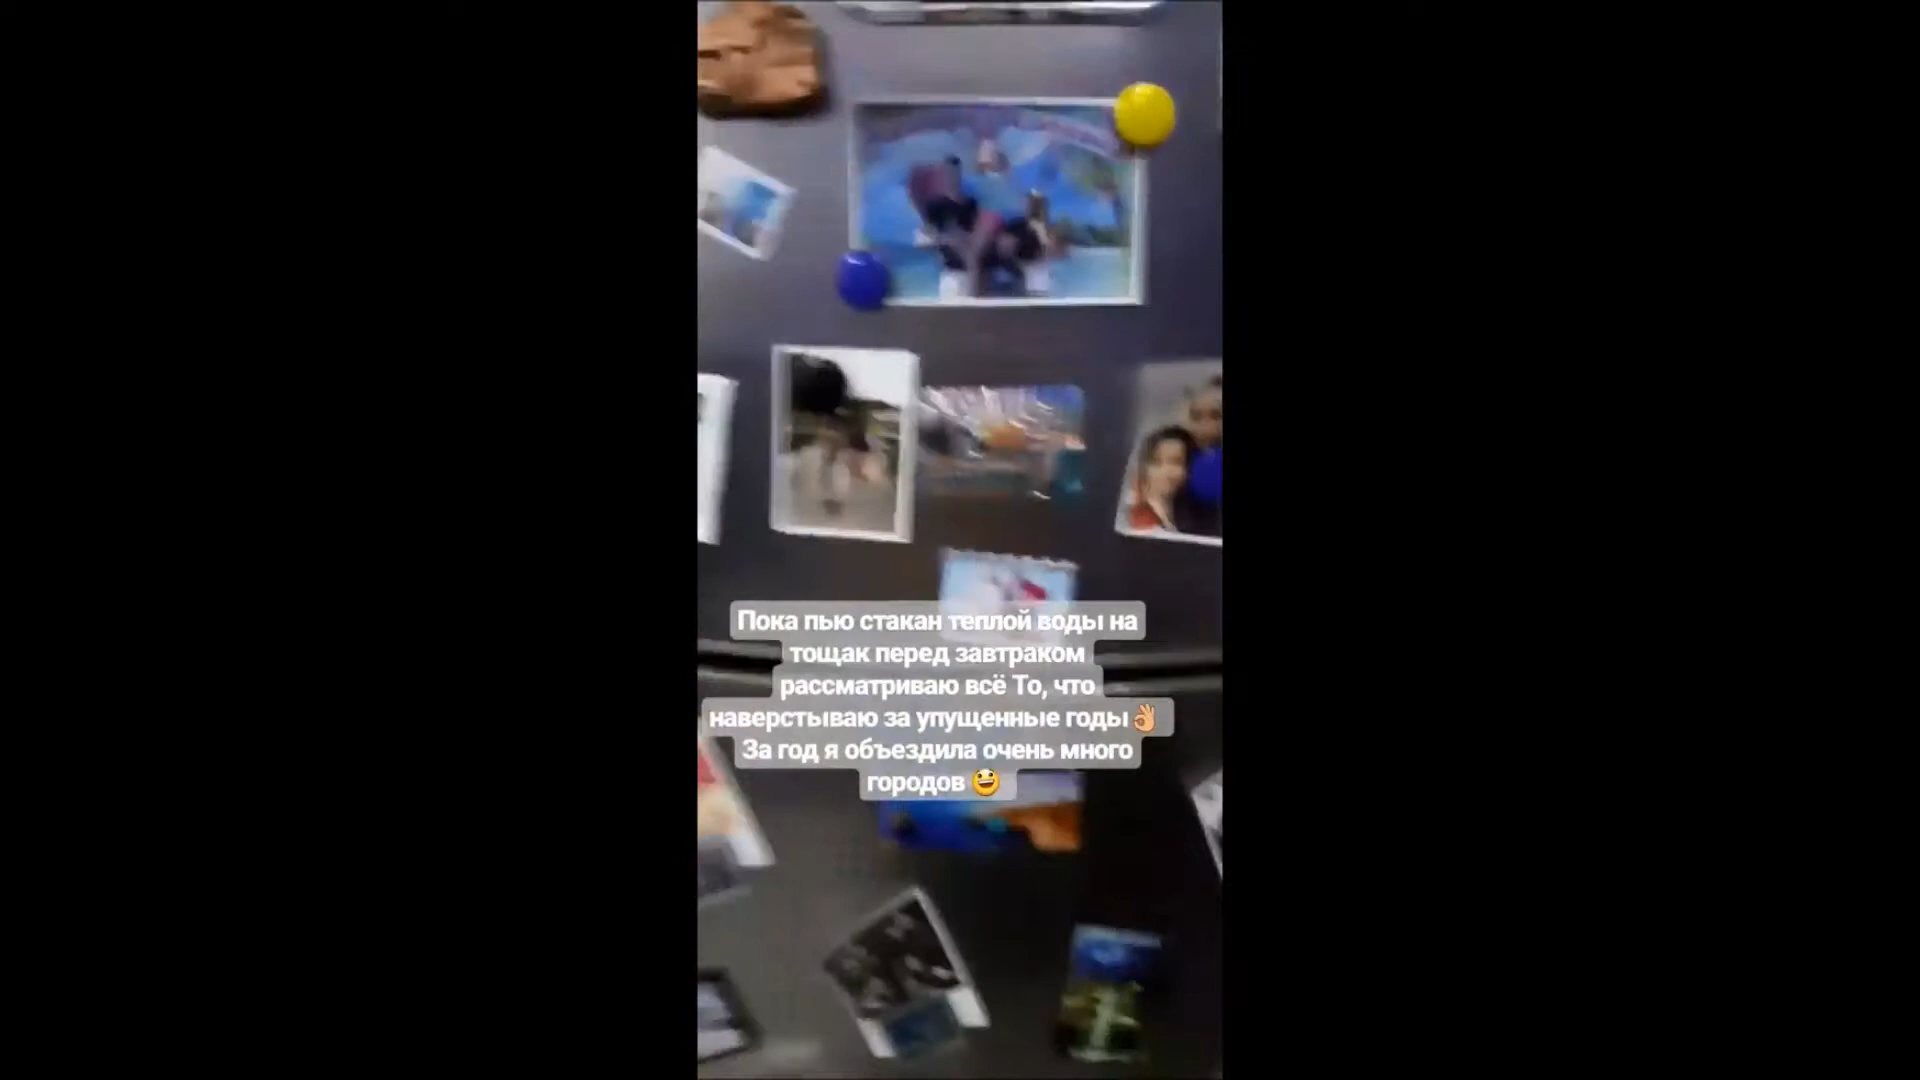 Пока пью стакан теплой воды на
тощак перед завтраком
рассматриваю всё То, что
наверстываю за упущенные годы👌
За год я объездила очень много
городов 😃